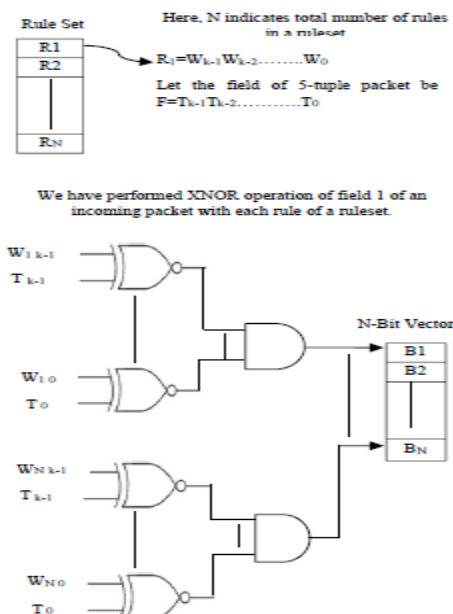 Rule Set
Here, N indicates total number of rules
in a ruleset
R1
R2
RN
R1=Wk-1Wk-2........W0
Let the field of 5-tuple packet be
F=Tk-1Tk-2............T0
We have performed XNOR operation of field 1 of an
incoming packet with each rule of a ruleset.
W1 k-1
T k-1
W1 0
T0
N-Bit Vector
B1
B2
BN
WN k-1
T k-1
WN 0
T0